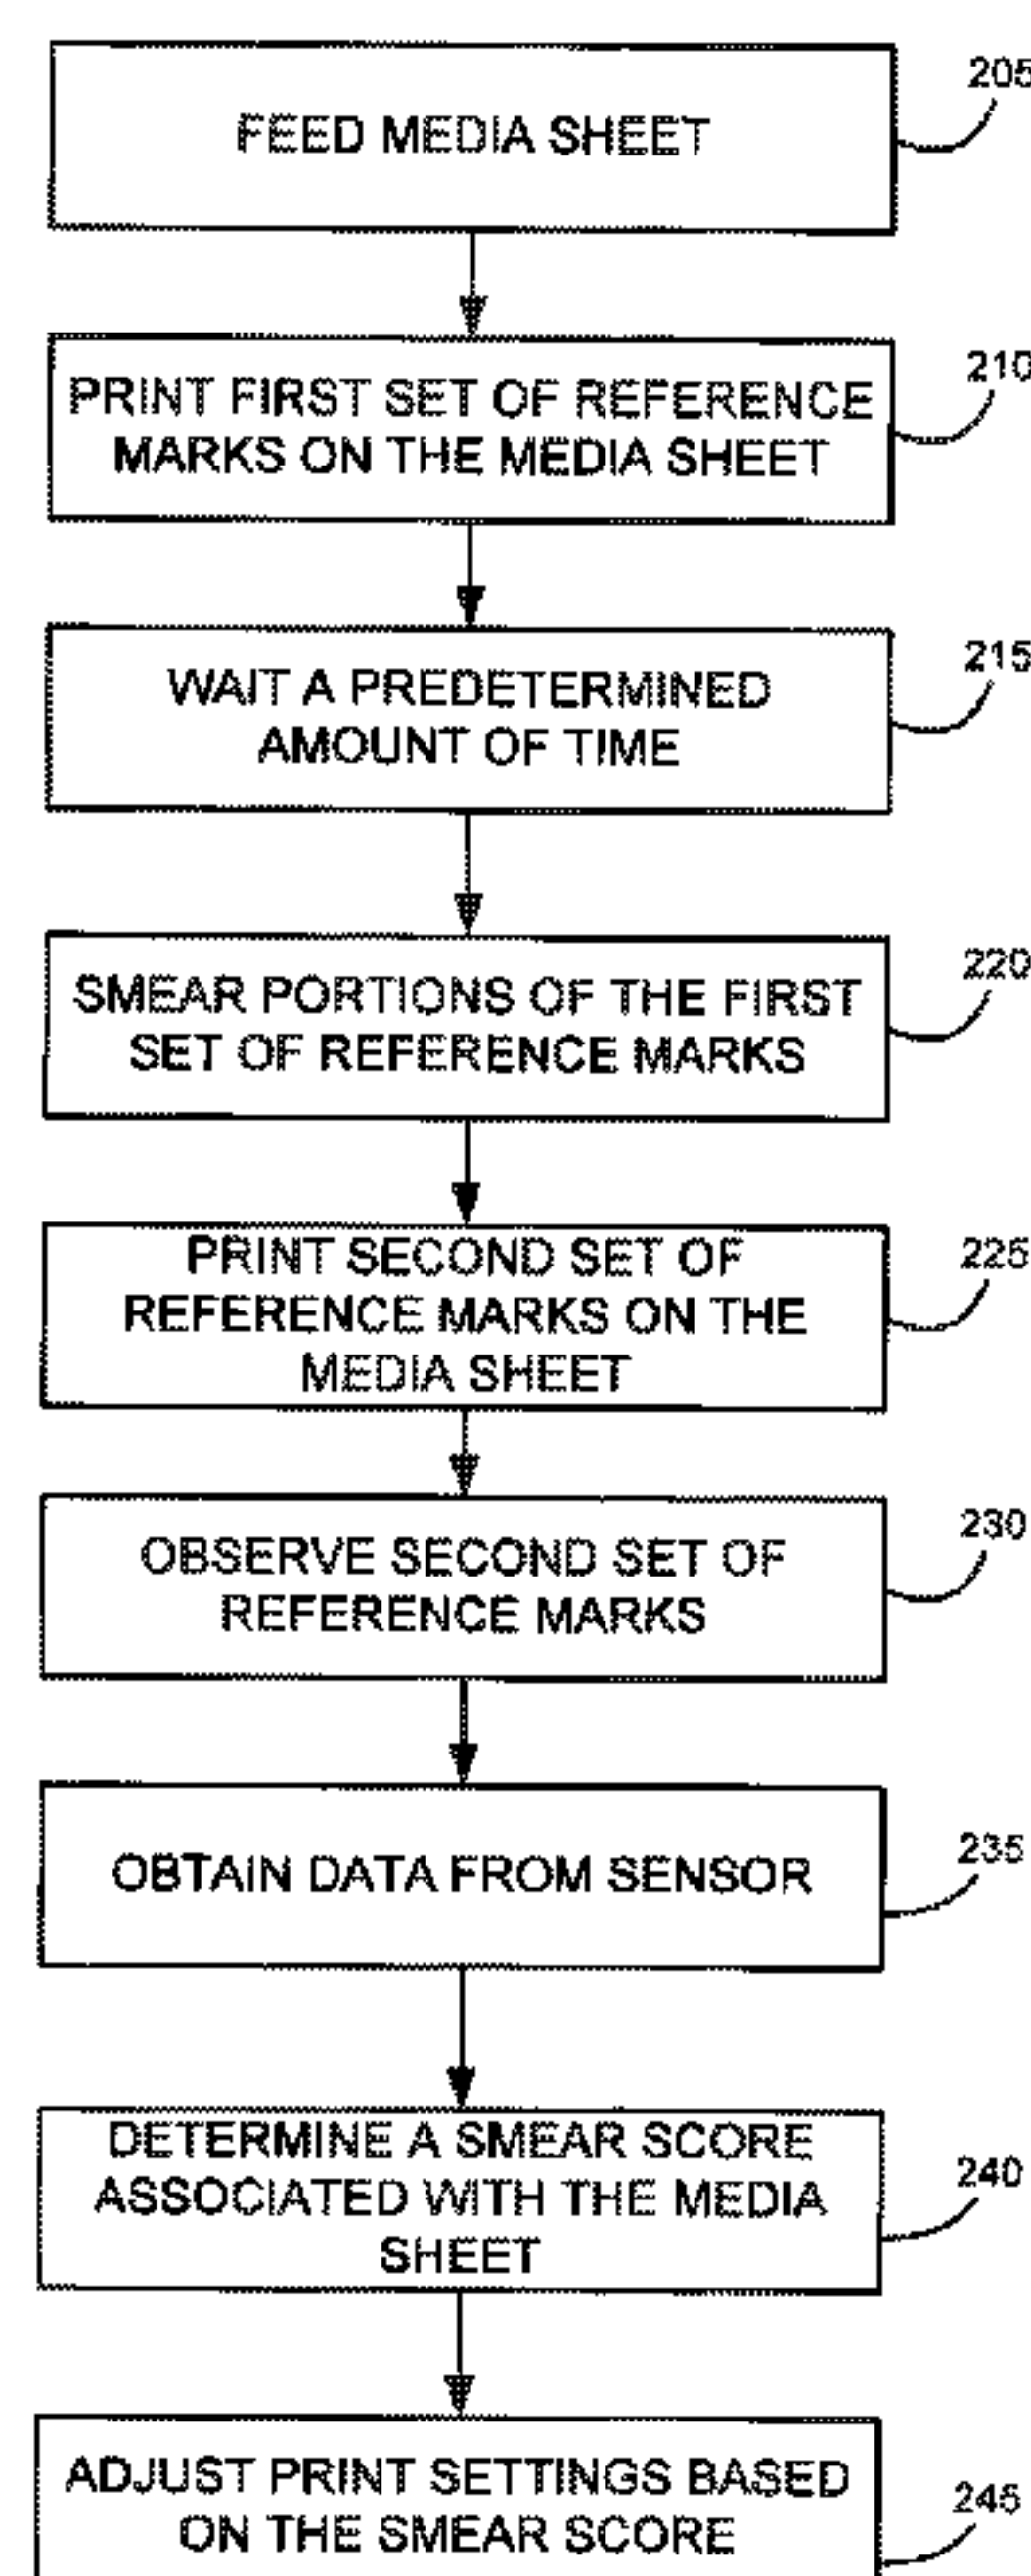 FEED MEDIA SHEET
205
PRINT FIRST SET OF REFERENCE
MARKS ON THE MEDIA SHEET
210
WAIT A PREDETERMINED
AMOUNT OF TIME
215
SMEAR PORTIONS OF THE FIRST
SET OF REFERENCE MARKS
220
PRINT SECOND SET OF
REFERENCE MARKS ON THE
MEDIA SHEET
225
OBSERVE SECOND SET OF
REFERENCE MARKS
230
OBTAIN DATA FROM SENSOR
235
DETERMINE A SMEAR SCORE
ASSOCIATED WITH THE MEDIA
SHEET
240
ADJUST PRINT SETTINGS BASED
ON THE SMEAR SCORE
245